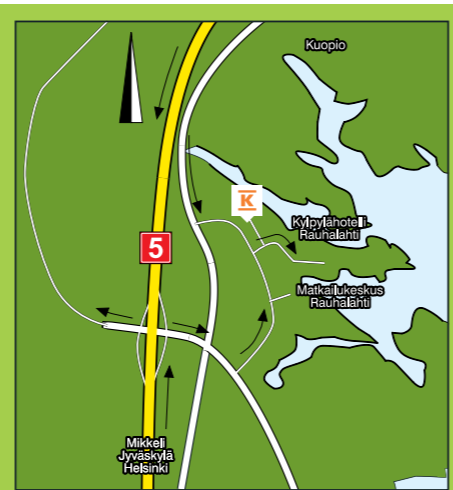 Kuopio
K
Kylpylähotelli
Rauhalahti
5
Matkailukeskus
Rauhalahti
Mikkeli
Jyväskylä
Helsinki